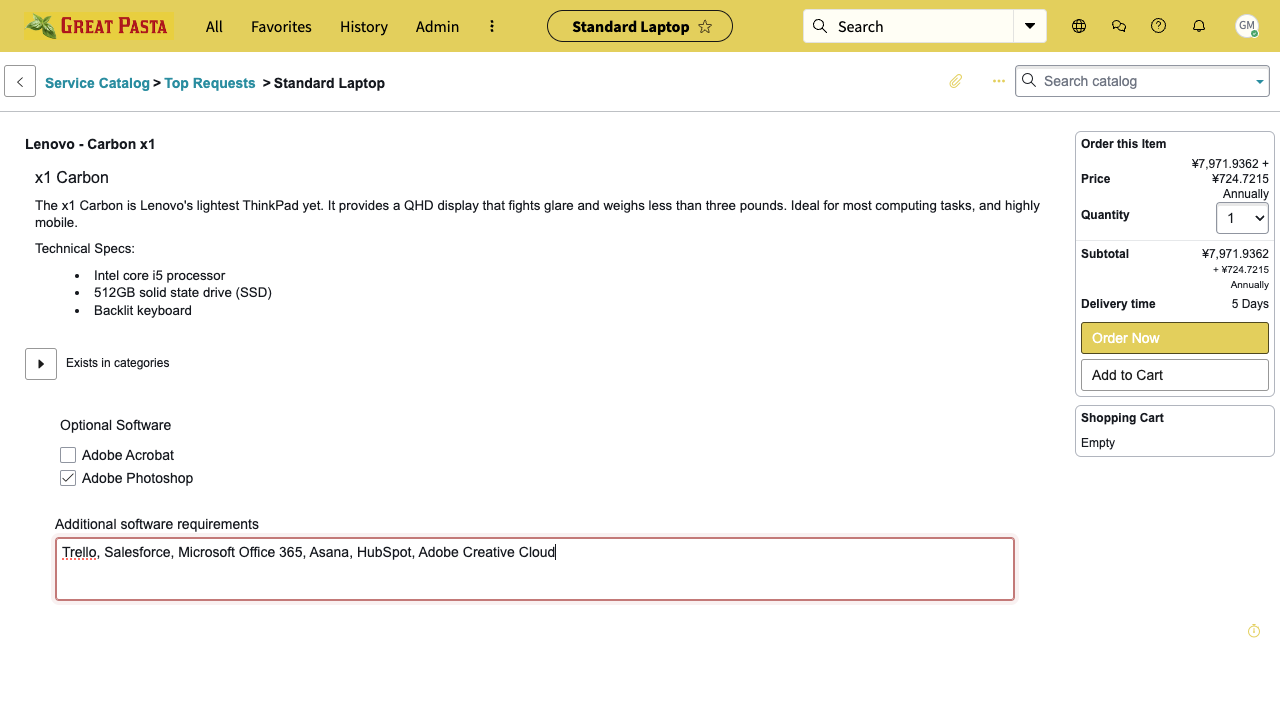 GREAT PASTA
All
Favorites
History
Admin
Standard Laptop
Search
GM
Service Catalog > Top Requests > Standard Laptop
Search catalog
Lenovo - Carbon x1
x1 Carbon
The x1 Carbon is Lenovo's lightest ThinkPad yet. It provides a QHD display that fights glare and weighs less than three pounds. Ideal for most computing tasks, and highly
mobile.
Technical Specs:
Intel core i5 processor
512GB solid state drive (SSD)
Backlit keyboard
Exists in categories
Optional Software
Adobe Acrobat
Adobe Photoshop
Additional software requirements
Trello, Salesforce, Microsoft Office 365, Asana, HubSpot, Adobe Creative Cloud
Order this Item
Price
¥7,971.9362 +
¥724.7215
Annually
Quantity
1
Subtotal
¥7,971.9362
+ ¥724.7215
Annually
Delivery time
5 Days
Order Now
Add to Cart
Shopping Cart
Empty